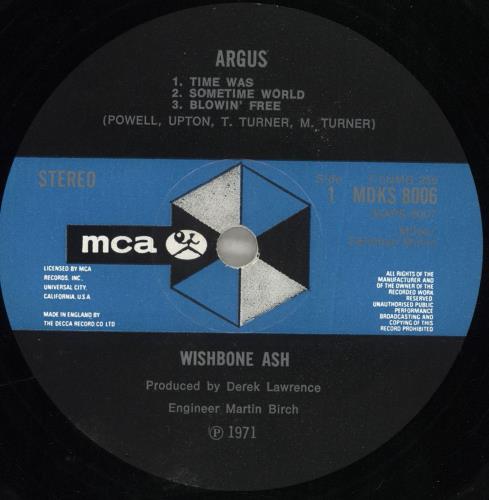 ARGUS
1. TIME WAS
2. SOMETIME WORLD
3. BLOWIN' FREE
(POWELL, UPTON, T. TURNER, M. TURNER)
STEREO
Side
1
MDKS 8006
mca
LICENSED BY MCA
RECORDS, INC.,
UNIVERSAL CITY,
CALIFORNIA, U.S.A
MADE IN ENGLAND BY
THE DECCA RECORD CO LTD
ALL RIGHTS OF THE
MANUFACTURER AND
OF THE OWNER OF THE
RECORDED WORK
RESERVED
UNAUTHORISED PUBLIC
PERFORMANCE
BROADCASTING AND
COPYING OF THIS
RECORD PROHIBITED
WISHBONE ASH
Produced by Derek Lawrence
Engineer Martin Birch
℗ 1971